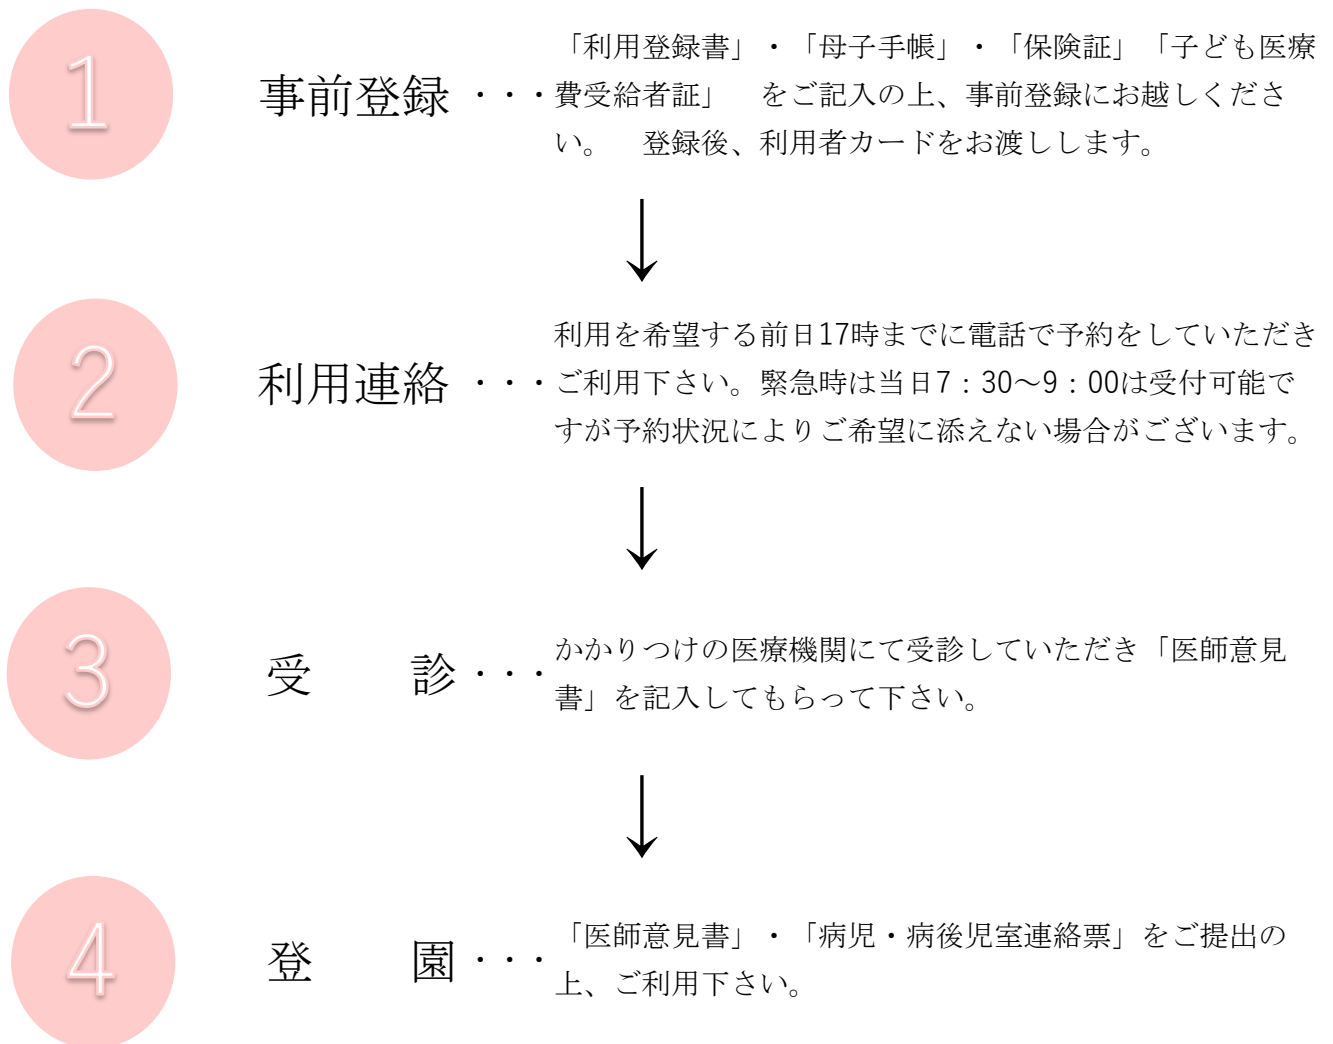 1
「利用登録書」・「母子手帳」・「保険証」「子ども医療
事前登録 ・・・費受給者証」　をご記入の上、事前登録にお越しくださ
い。　登録後、利用者カードをお渡しします。
2
利用を希望する前日17時までに電話で予約をしていただき
利用連絡 ・・・ご利用下さい。緊急時は当日7：30～9：00は受付可能で
すが予約状況によりご希望に添えない場合がございます。
3
受　　診・・・
かかりつけの医療機関にて受診していただき「医師意見
書」を記入してもらって下さい。
4
登　　園・・・
「医師意見書」・「病児・病後児室連絡票」をご提出の
上、ご利用下さい。